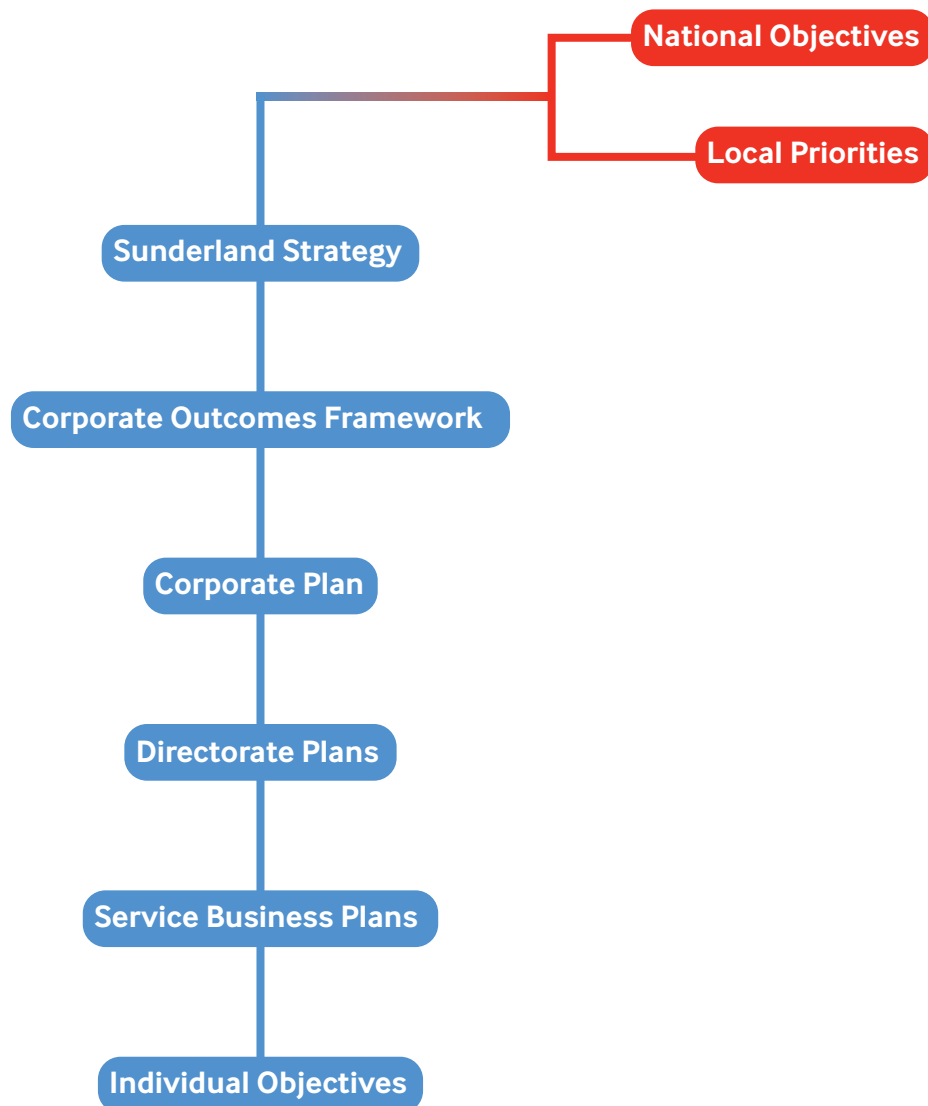 National Objectives
Local Priorities
Sunderland Strategy
Corporate Outcomes Framework
Corporate Plan
Directorate Plans
Service Business Plans
Individual Objectives